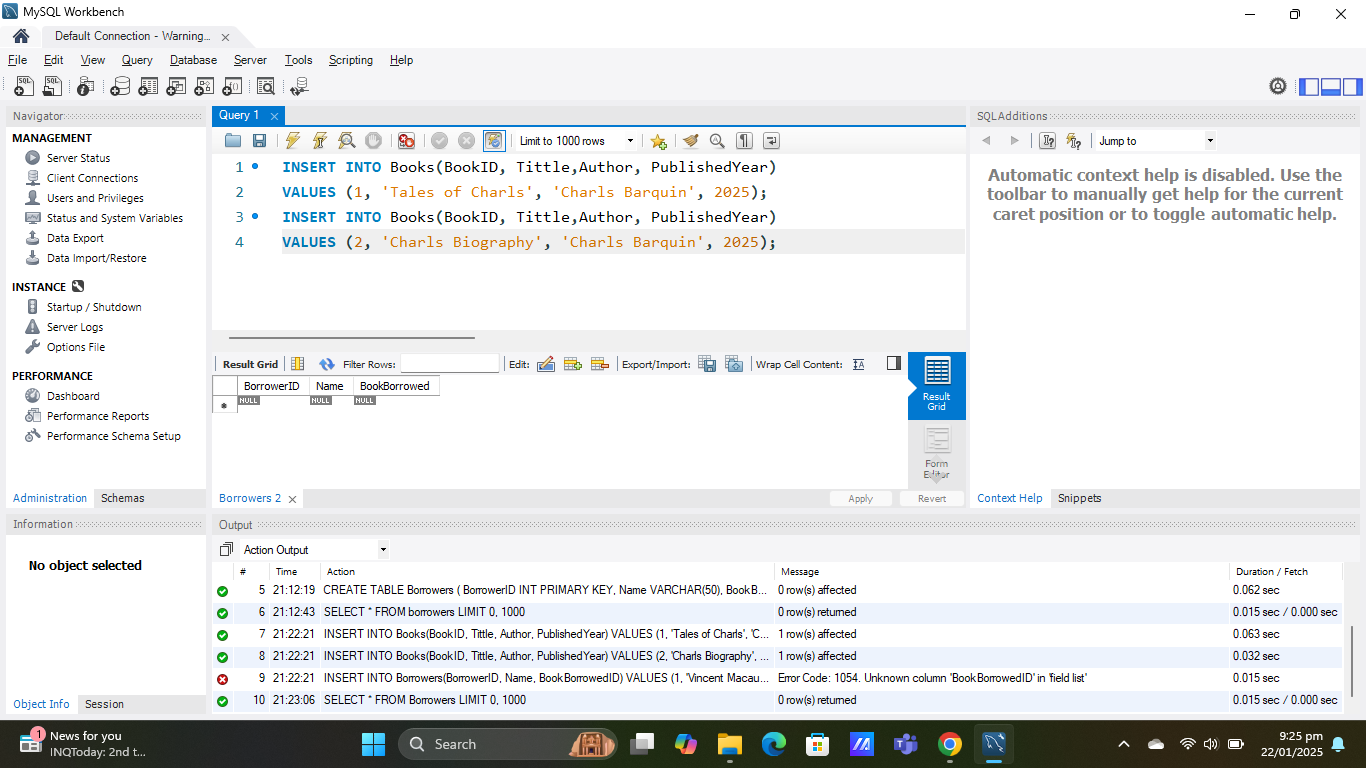 MySQL Workbench
Default Connection - Warning...
File Edit View Query Database Server Tools Scripting Help
Navigator
MANAGEMENT
Server Status
Client Connections
Users and Privileges
Status and System Variables
Data Export
Data Import/Restore
INSTANCE
Startup / Shutdown
Server Logs
Options File
PERFORMANCE
Dashboard
Performance Reports
Performance Schema Setup
Administration Schemas
Information
No object selected
Object Info Session
Query 1
Limit to 1000 rows
1 INSERT INTO Books(BookID, Tittle,Author, PublishedYear)
2 VALUES (1, 'Tales of Charls', 'Charls Barquin', 2025);
3 INSERT INTO Books(BookID, Tittle,Author, PublishedYear)
4 VALUES (2, 'Charls Biography', 'Charls Barquin', 2025);
Result Grid Filter Rows: Edit: Export/Import: Wrap Cell Content:
BorrowerID Name BookBorrowed
NULL NULL NULL
Result Grid
Form Editor
Borrowers 2 Apply Revert
SQLAdditions
Jump to
Automatic context help is disabled. Use the
toolbar to manually get help for the current
caret position or to toggle automatic help.
Context Help Snippets
Output
Action Output
# Time Action Message Duration / Fetch
5 21:12:19 CREATE TABLE Borrowers ( BorrowerID INT PRIMARY KEY, Name VARCHAR(50), BookB... 0 row(s) affected 0.062 sec
6 21:12:43 SELECT * FROM borrowers LIMIT 0, 1000 0 row(s) returned 0.015 sec / 0.000 sec
7 21:22:21 INSERT INTO Books(BookID, Tittle, Author, PublishedYear) VALUES (1, 'Tales of Charls', 'C... 1 row(s) affected 0.063 sec
8 21:22:21 INSERT INTO Books(BookID, Tittle, Author, PublishedYear) VALUES (2, 'Charls Biography', ... 1 row(s) affected 0.032 sec
9 21:22:21 INSERT INTO Borrowers(BorrowerID, Name, BookBorrowedID) VALUES (1, 'Vincent Macau... Error Code: 1054. Unknown column 'BookBorrowedID' in 'field list' 0.015 sec
10 21:23:06 SELECT * FROM Borrowers LIMIT 0, 1000 0 row(s) returned 0.015 sec / 0.000 sec
1
News for you
INQToday: 2nd t...
Search
9:25 pm
22/01/2025